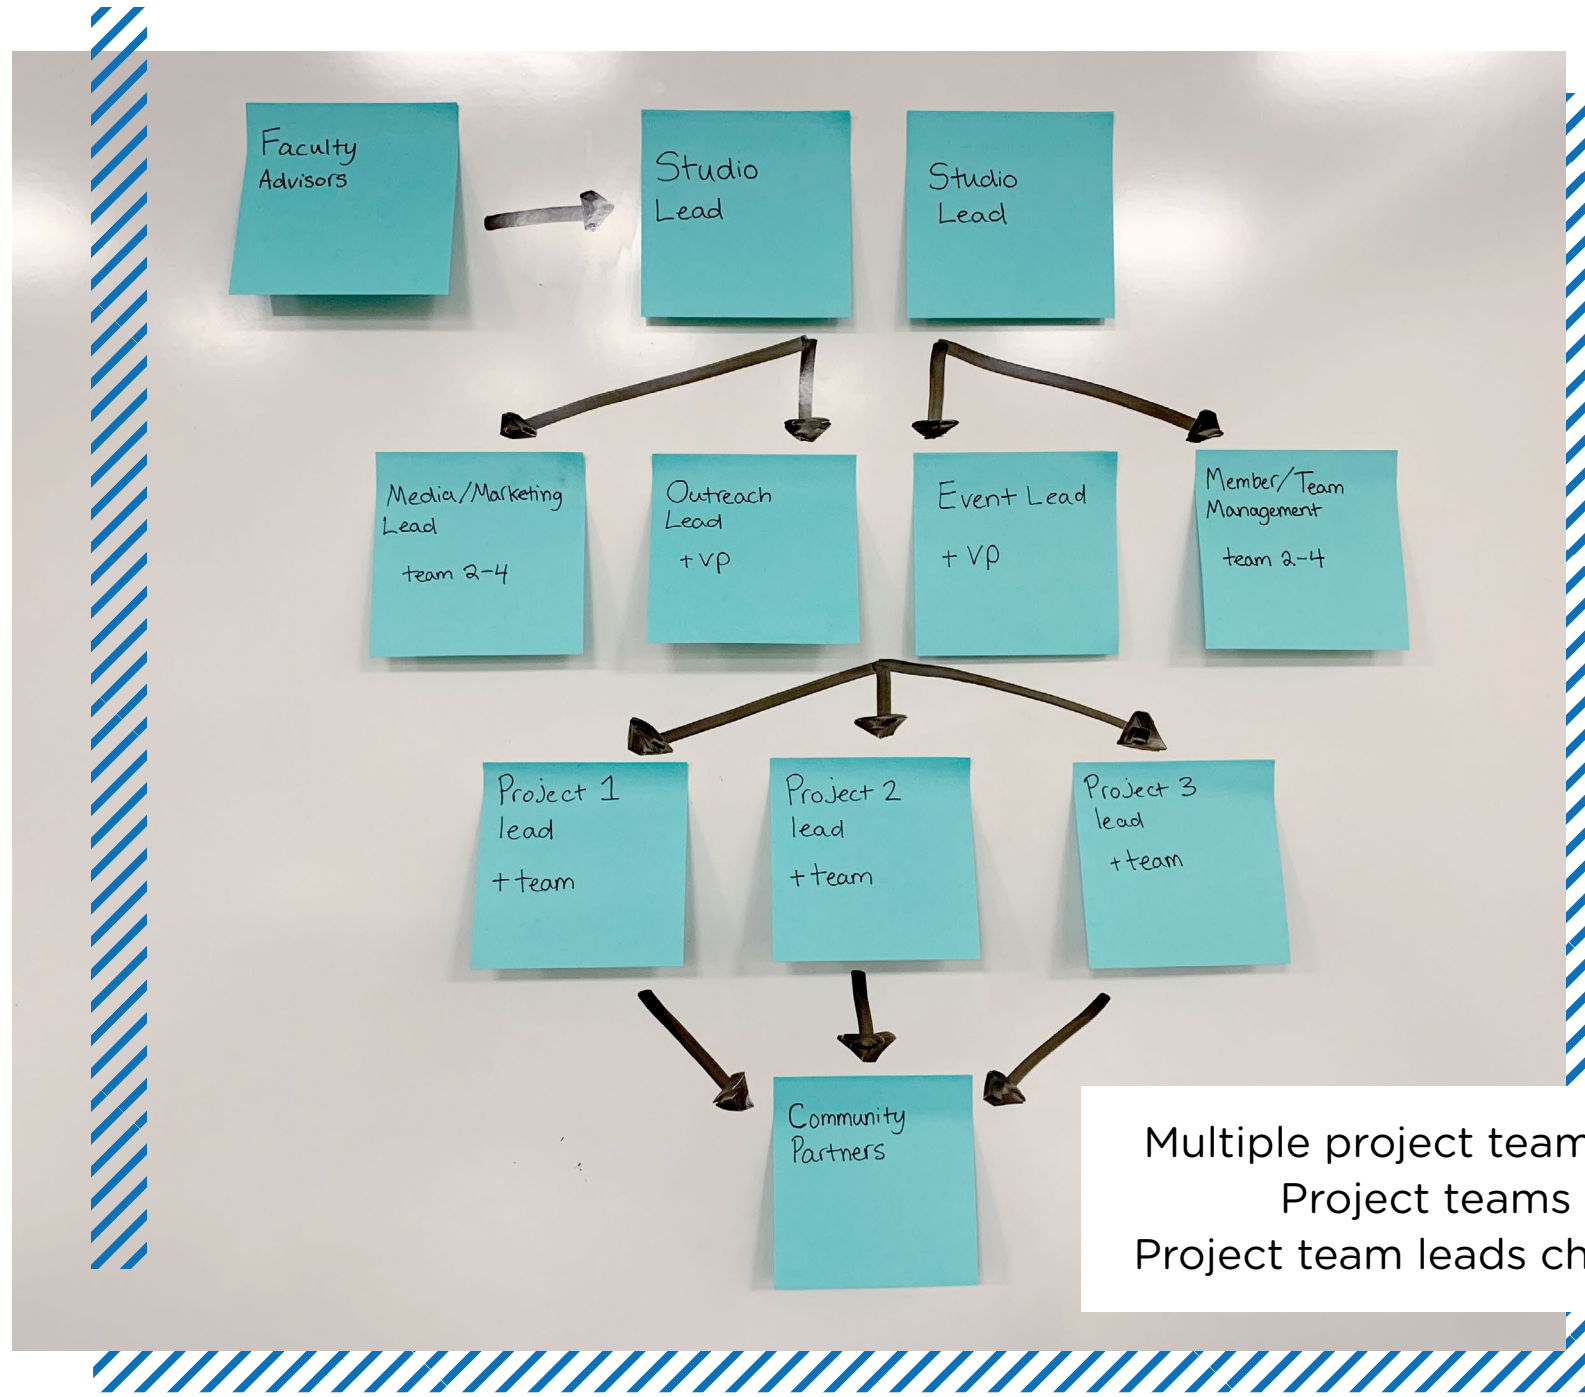 Faculty
Advisors
Studio
Lead
Studio
Lead
Media/Marketing
Lead
team 2-4
Outreach
Lead
+ VP
Event Lead
+ VP
Member/Team
Management
team 2-4
Project 1
lead
+ team
Project 2
lead
+ team
Project 3
lead
+ team
Community
Partners
Multiple project team
Project teams
Project team leads ch